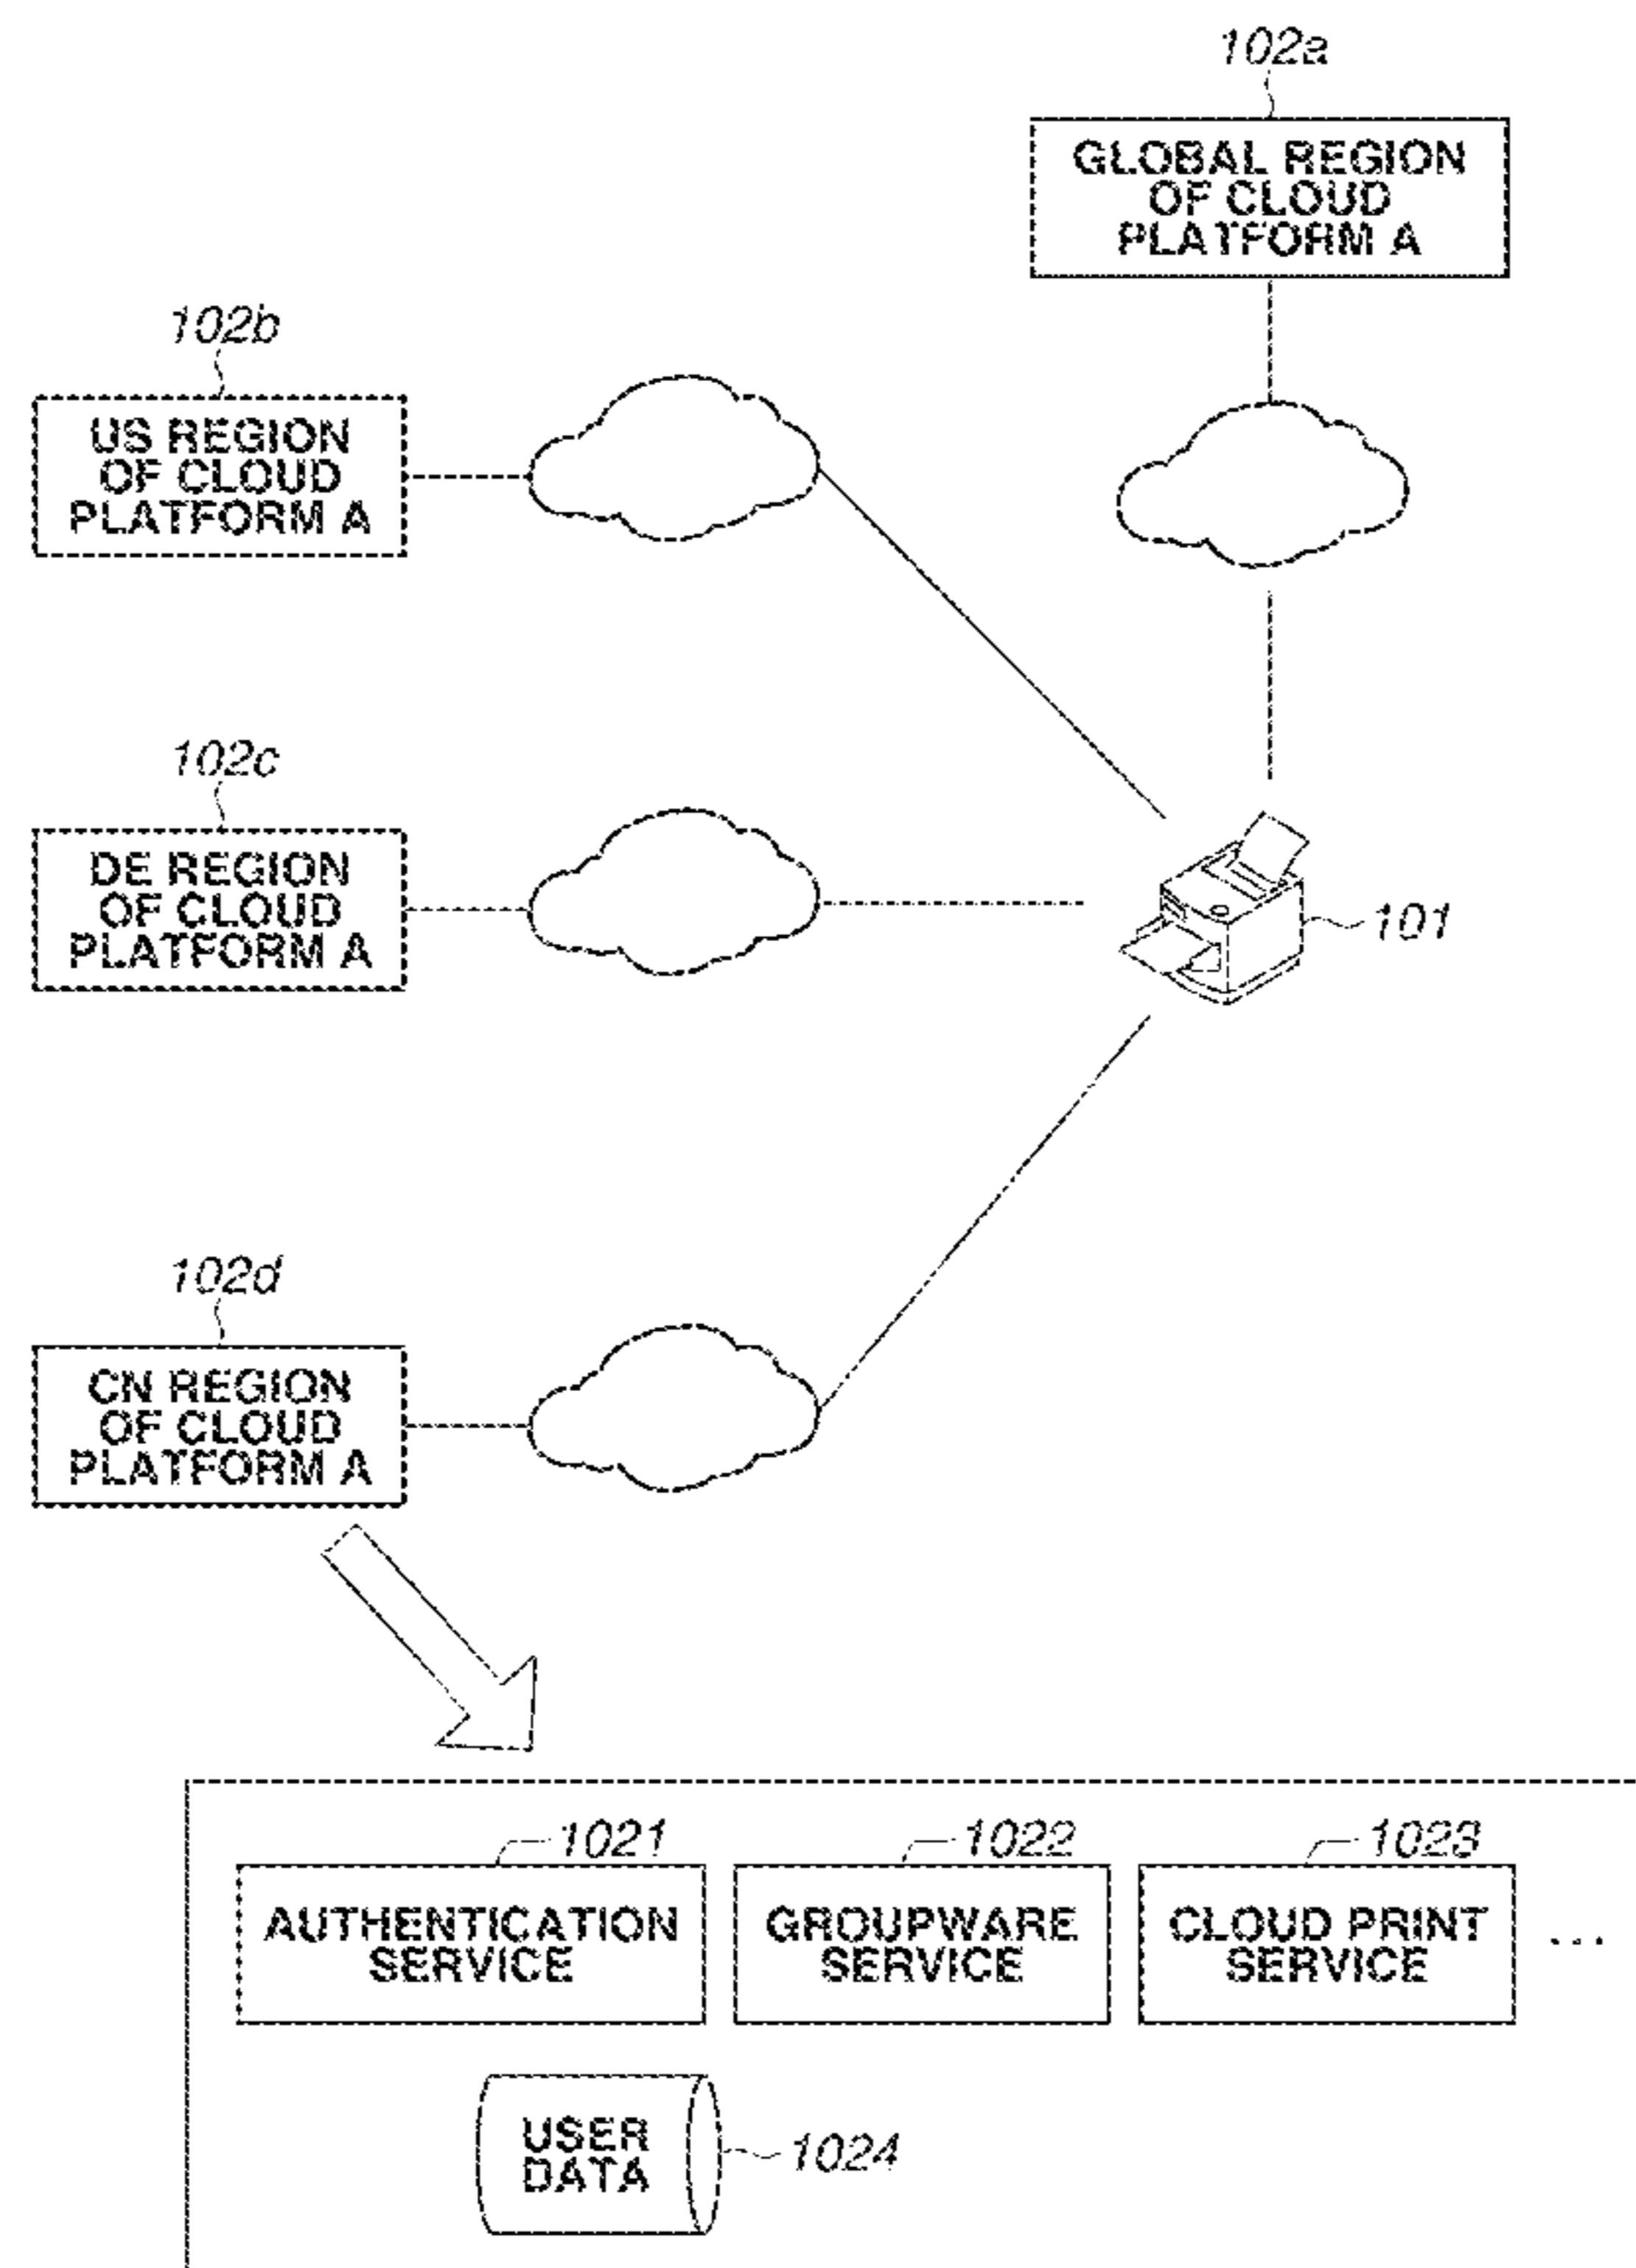 102a
GLOBAL REGION
OF CLOUD
PLATFORM A
102b
US REGION
OF CLOUD
PLATFORM A
102c
DE REGION
OF CLOUD
PLATFORM A
101
102d
CN REGION
OF CLOUD
PLATFORM A
1021
AUTHENTICATION
SERVICE
1022
GROUPWARE
SERVICE
1023
CLOUD PRINT
SERVICE
...
USER
DATA
1024